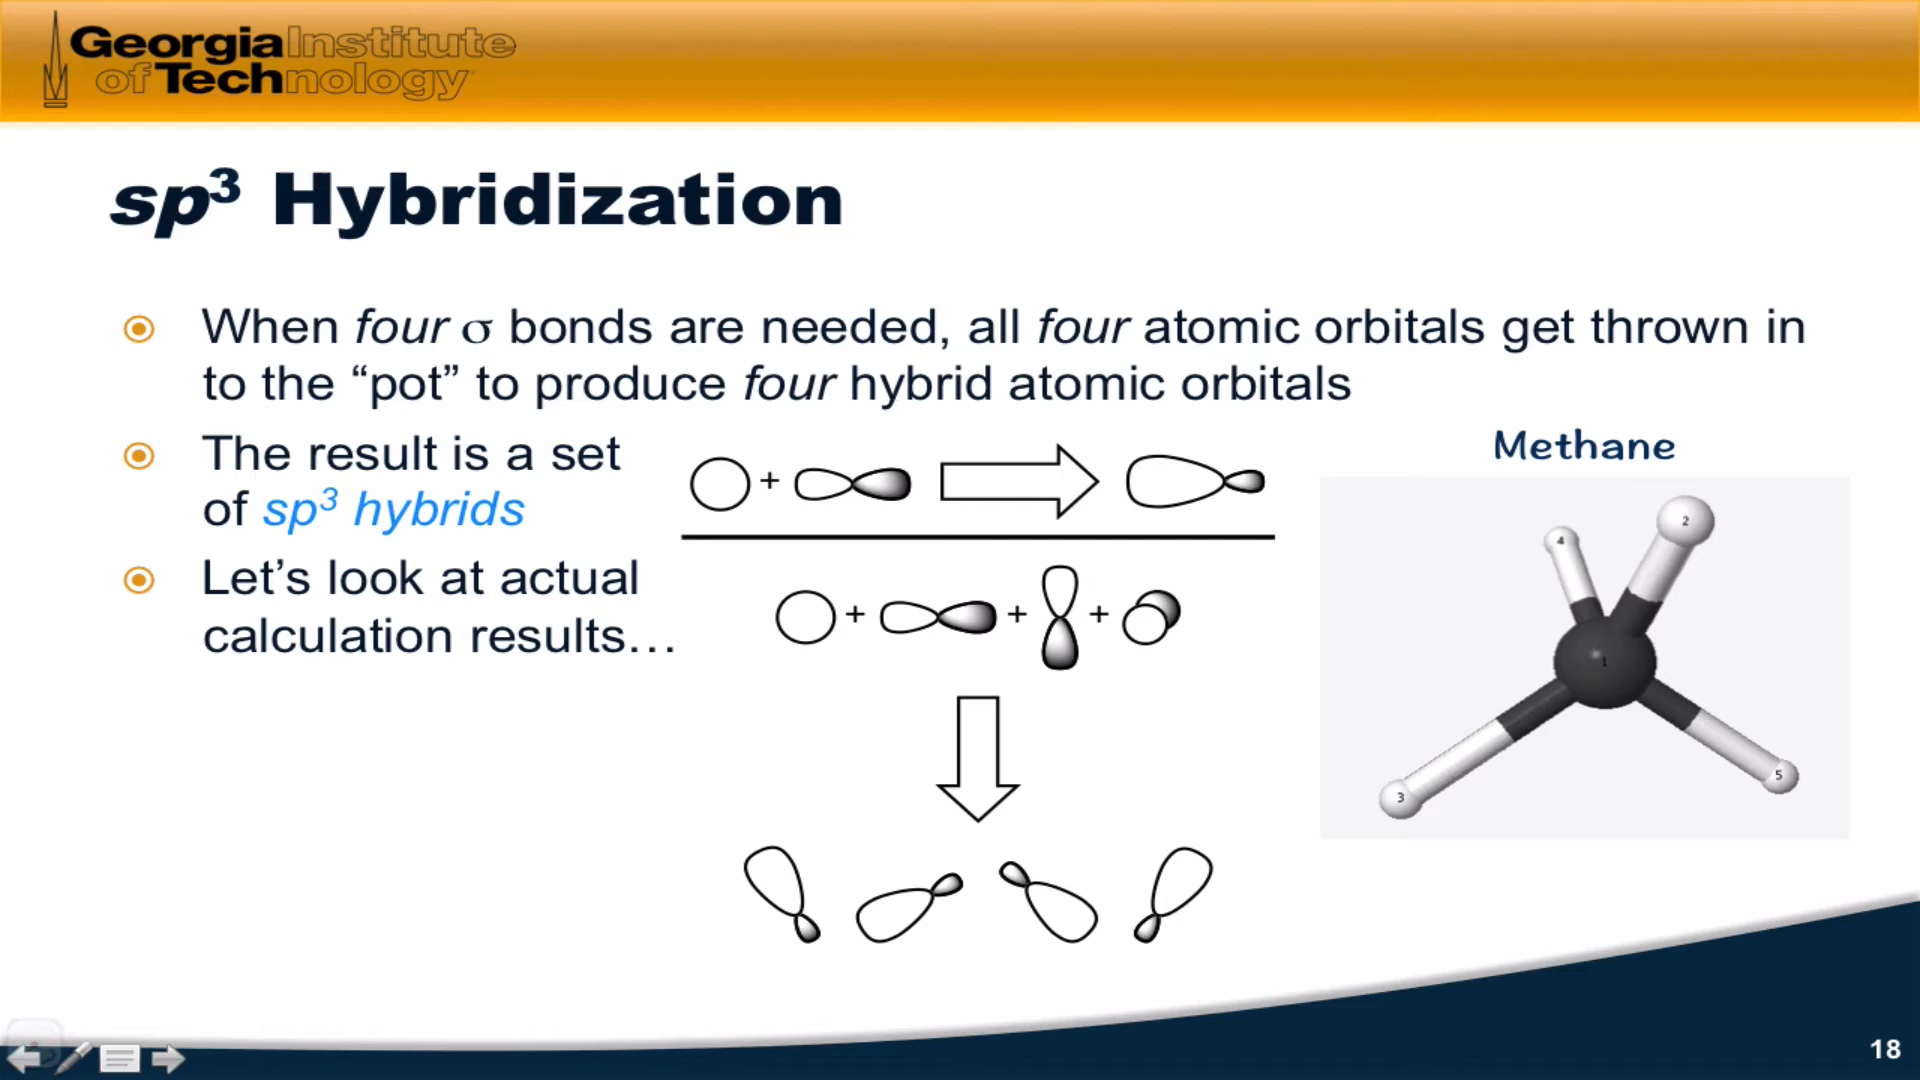 Georgia Institute
of Technology
sp³ Hybridization
When four σ bonds are needed, all four atomic orbitals get thrown in
to the “pot” to produce four hybrid atomic orbitals
The result is a set
of sp³ hybrids
Let’s look at actual
calculation results…
+
+ + +
Methane
4
2
1
3
5
18